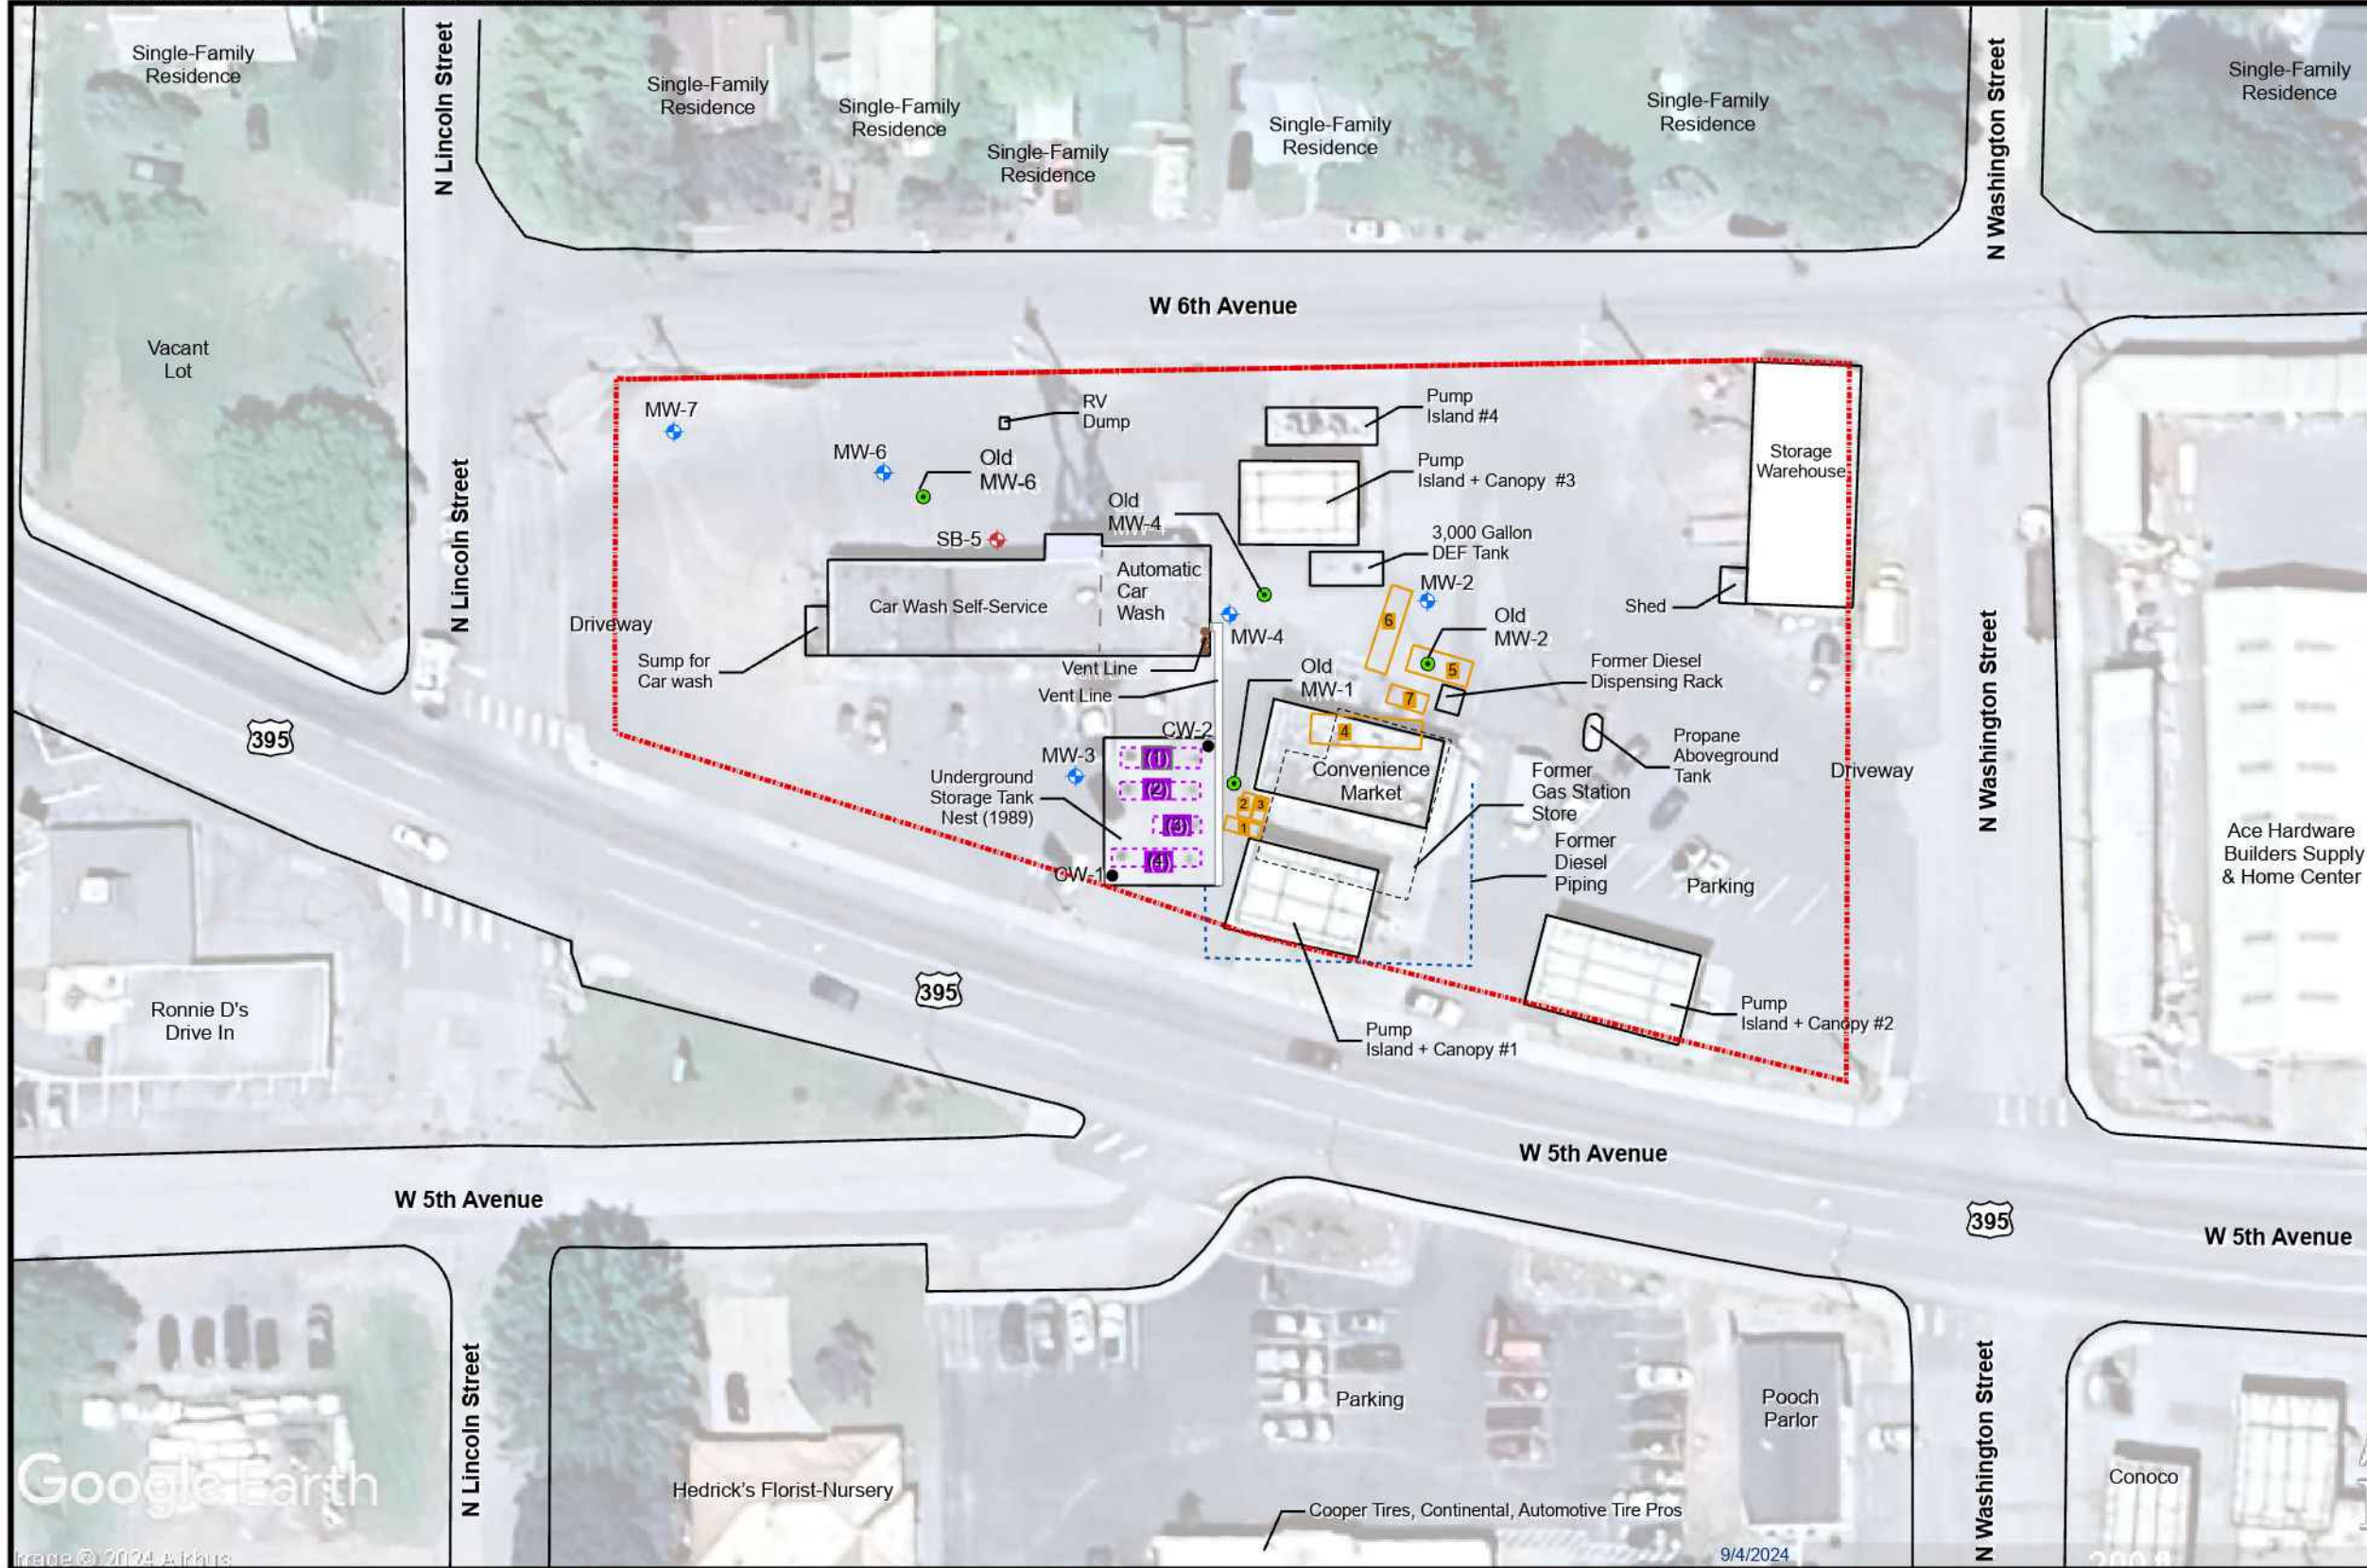 Single-Family
Residence
N Lincoln Street
Single-Family
Residence
Single-Family
Residence
Single-Family
Residence
Single-Family
Residence
Single-Family
Residence
N Washington Street
Single-Family
Residence
W 6th Avenue
Vacant
Lot
MW-7
MW-6
Old
MW-6
RV
Dump
Pump
Island #4
Pump
Island + Canopy #3
Storage
Warehouse
Old
MW-4
SB-5
3,000 Gallon
DEF Tank
MW-2
N Lincoln Street
Driveway
Car Wash Self-Service
Automatic
Car
Wash
MW-4
6
Old
MW-2
Shed
N Washington Street
Sump for
Car wash
Vent Line
Vent Line
Old
MW-1
5
7
Former Diesel
Dispensing Rack
395
CW-2
4
MW-3
(1)
(2)
(3)
(4)
Underground
Storage Tank
Nest (1989)
CW-1
2
3
1
Convenience
Market
Former
Gas Station
Store
Propane
Aboveground
Tank
Driveway
Former
Diesel
Piping
Parking
Ace Hardware
Builders Supply
& Home Center
395
Ronnie D's
Drive In
Pump
Island + Canopy #1
Pump
Island + Canopy #2
W 5th Avenue
W 5th Avenue
395
W 5th Avenue
N Lincoln Street
Hedrick's Florist-Nursery
Parking
Pooch
Parlor
N Washington Street
Conoco
Google Earth
Cooper Tires, Continental, Automotive Tire Pros
Image © 2024 Airbus
9/4/2024